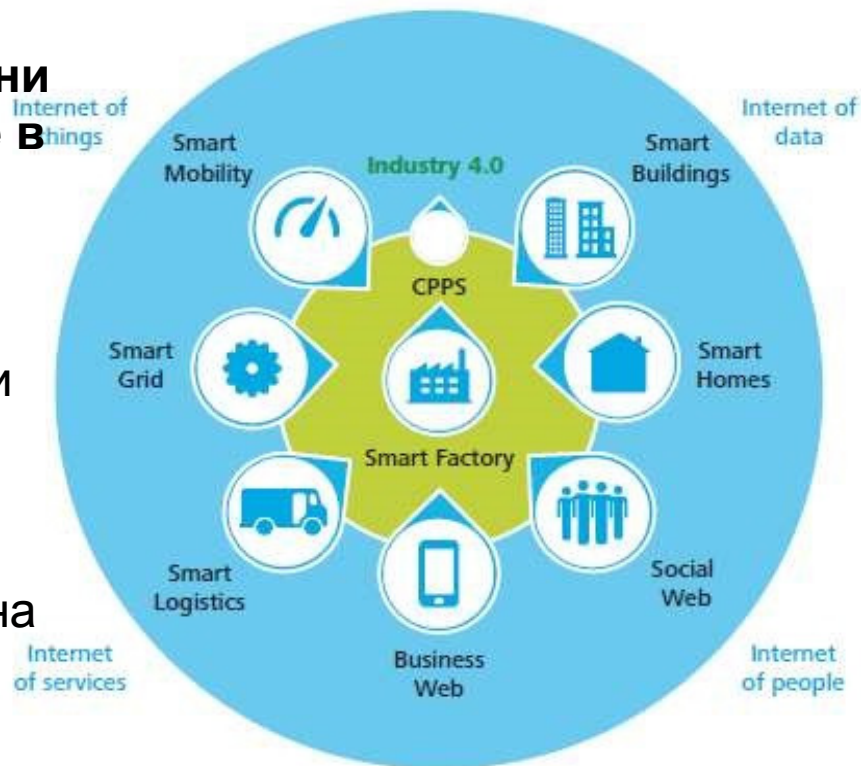 ни
Internet of
things
в
Internet of
data
Smart
Mobility
Industry 4.0
Smart
Buildings
CPPS
Smart
Grid
Smart
Homes
и
Smart Factory
Smart
Logistics
Social
Web
на
Internet
of services
Business
Web
Internet
of people